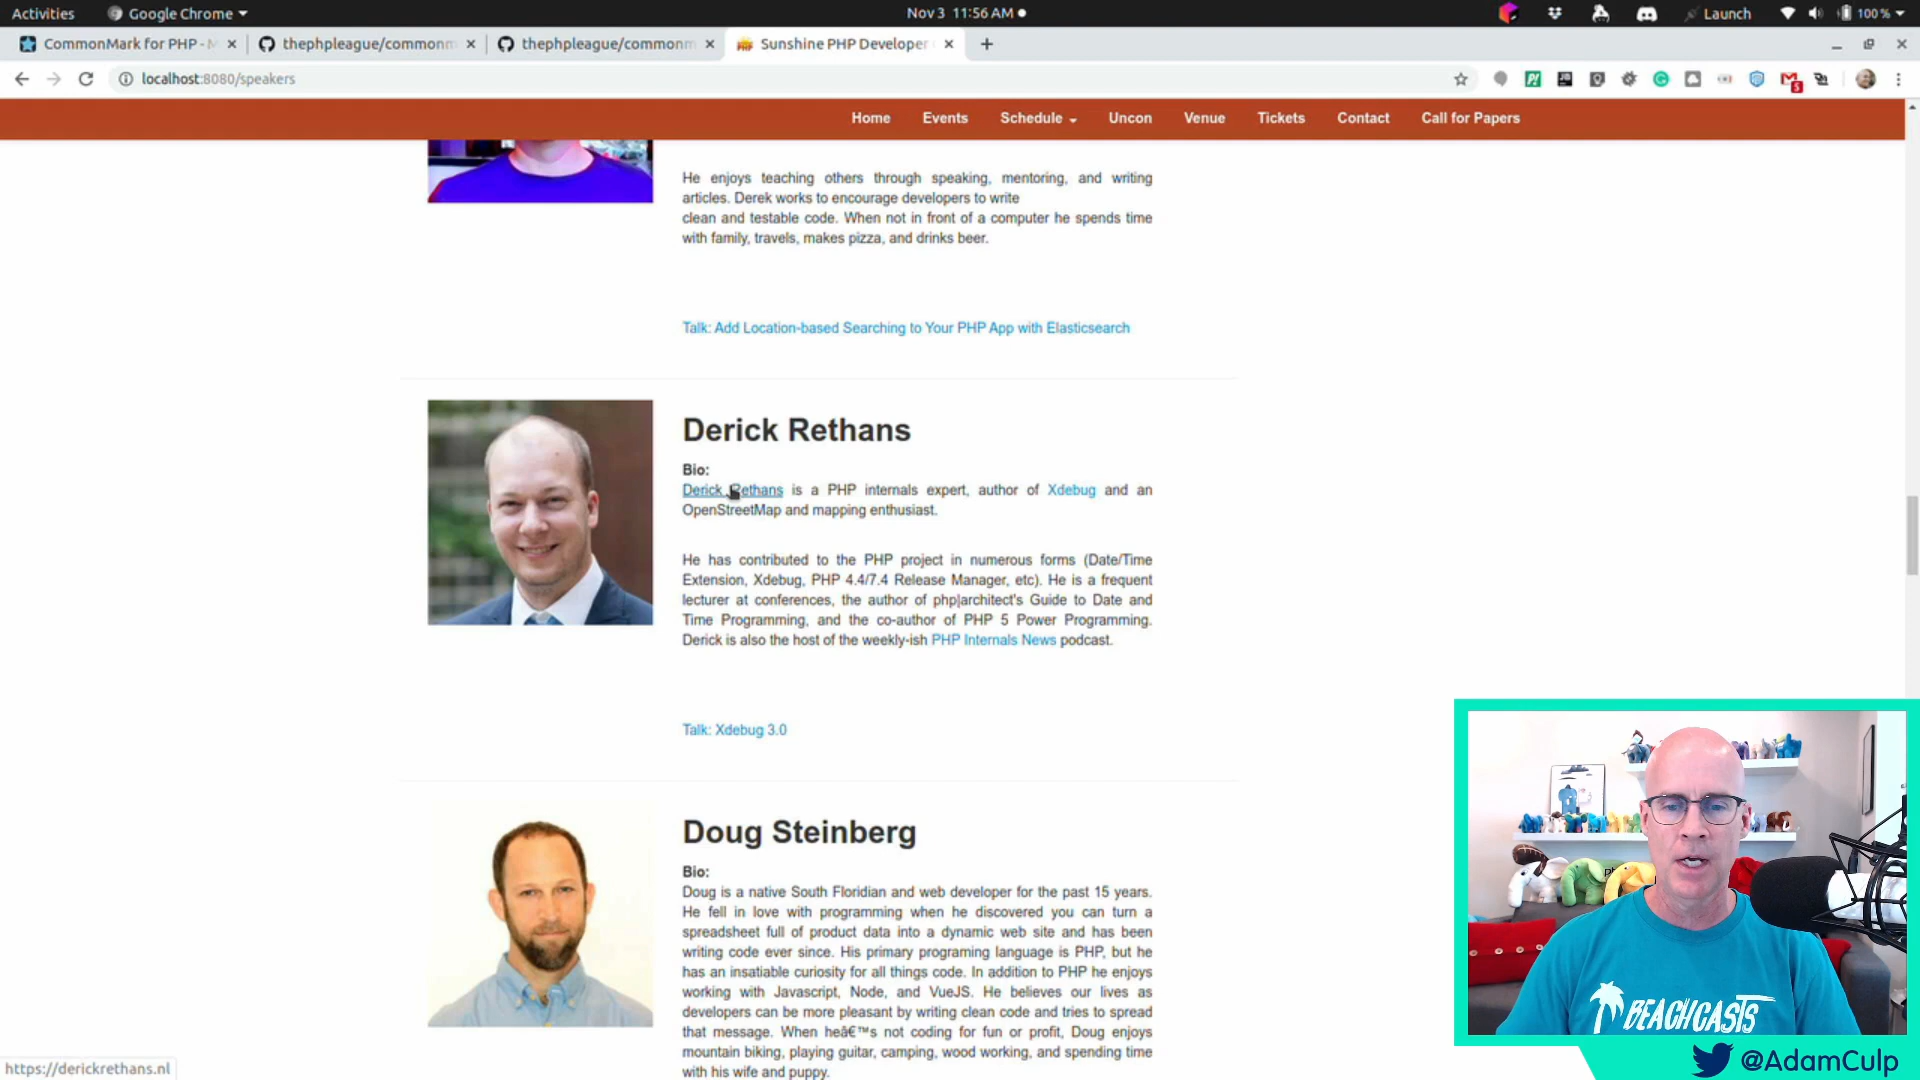 Activities Google Chrome Nov 3 11:56 AM Launch 100 %
CommonMark for PHP - M thephpleague/commonm thephpleague/commonm Sunshine PHP Developer
localhost:8080/speakers
Home Events Schedule Uncon Venue Tickets Contact Call for Papers
He enjoys teaching others through speaking, mentoring, and writing
articles. Derek works to encourage developers to write
clean and testable code. When not in front of a computer he spends time
with family, travels, makes pizza, and drinks beer.
Talk: Add Location-based Searching to Your PHP App with Elasticsearch
Derick Rethans
Bio:
Derick Rethans is a PHP internals expert, author of Xdebug and an
OpenStreetMap and mapping enthusiast.
He has contributed to the PHP project in numerous forms (Date/Time
Extension, Xdebug, PHP 4.4/7.4 Release Manager, etc). He is a frequent
lecturer at conferences, the author of php|architect's Guide to Date and
Time Programming, and the co-author of PHP 5 Power Programming.
Derick is also the host of the weekly-ish PHP Internals News podcast.
Talk: Xdebug 3.0
Doug Steinberg
Bio:
Doug is a native South Floridian and web developer for the past 15 years.
He fell in love with programming when he discovered you can turn a
spreadsheet full of product data into a dynamic web site and has been
writing code ever since. His primary programing language is PHP, but he
has an insatiable curiosity for all things code. In addition to PHP he enjoys
working with Javascript, Node, and VueJS. He believes our lives as
developers can be more pleasant by writing clean code and tries to spread
that message. When heâ€™s not coding for fun or profit, Doug enjoys
mountain biking, playing guitar, camping, wood working, and spending time
with his wife and puppy.
https://derickrethans.nl
BEACHCASTS
@AdamCulp